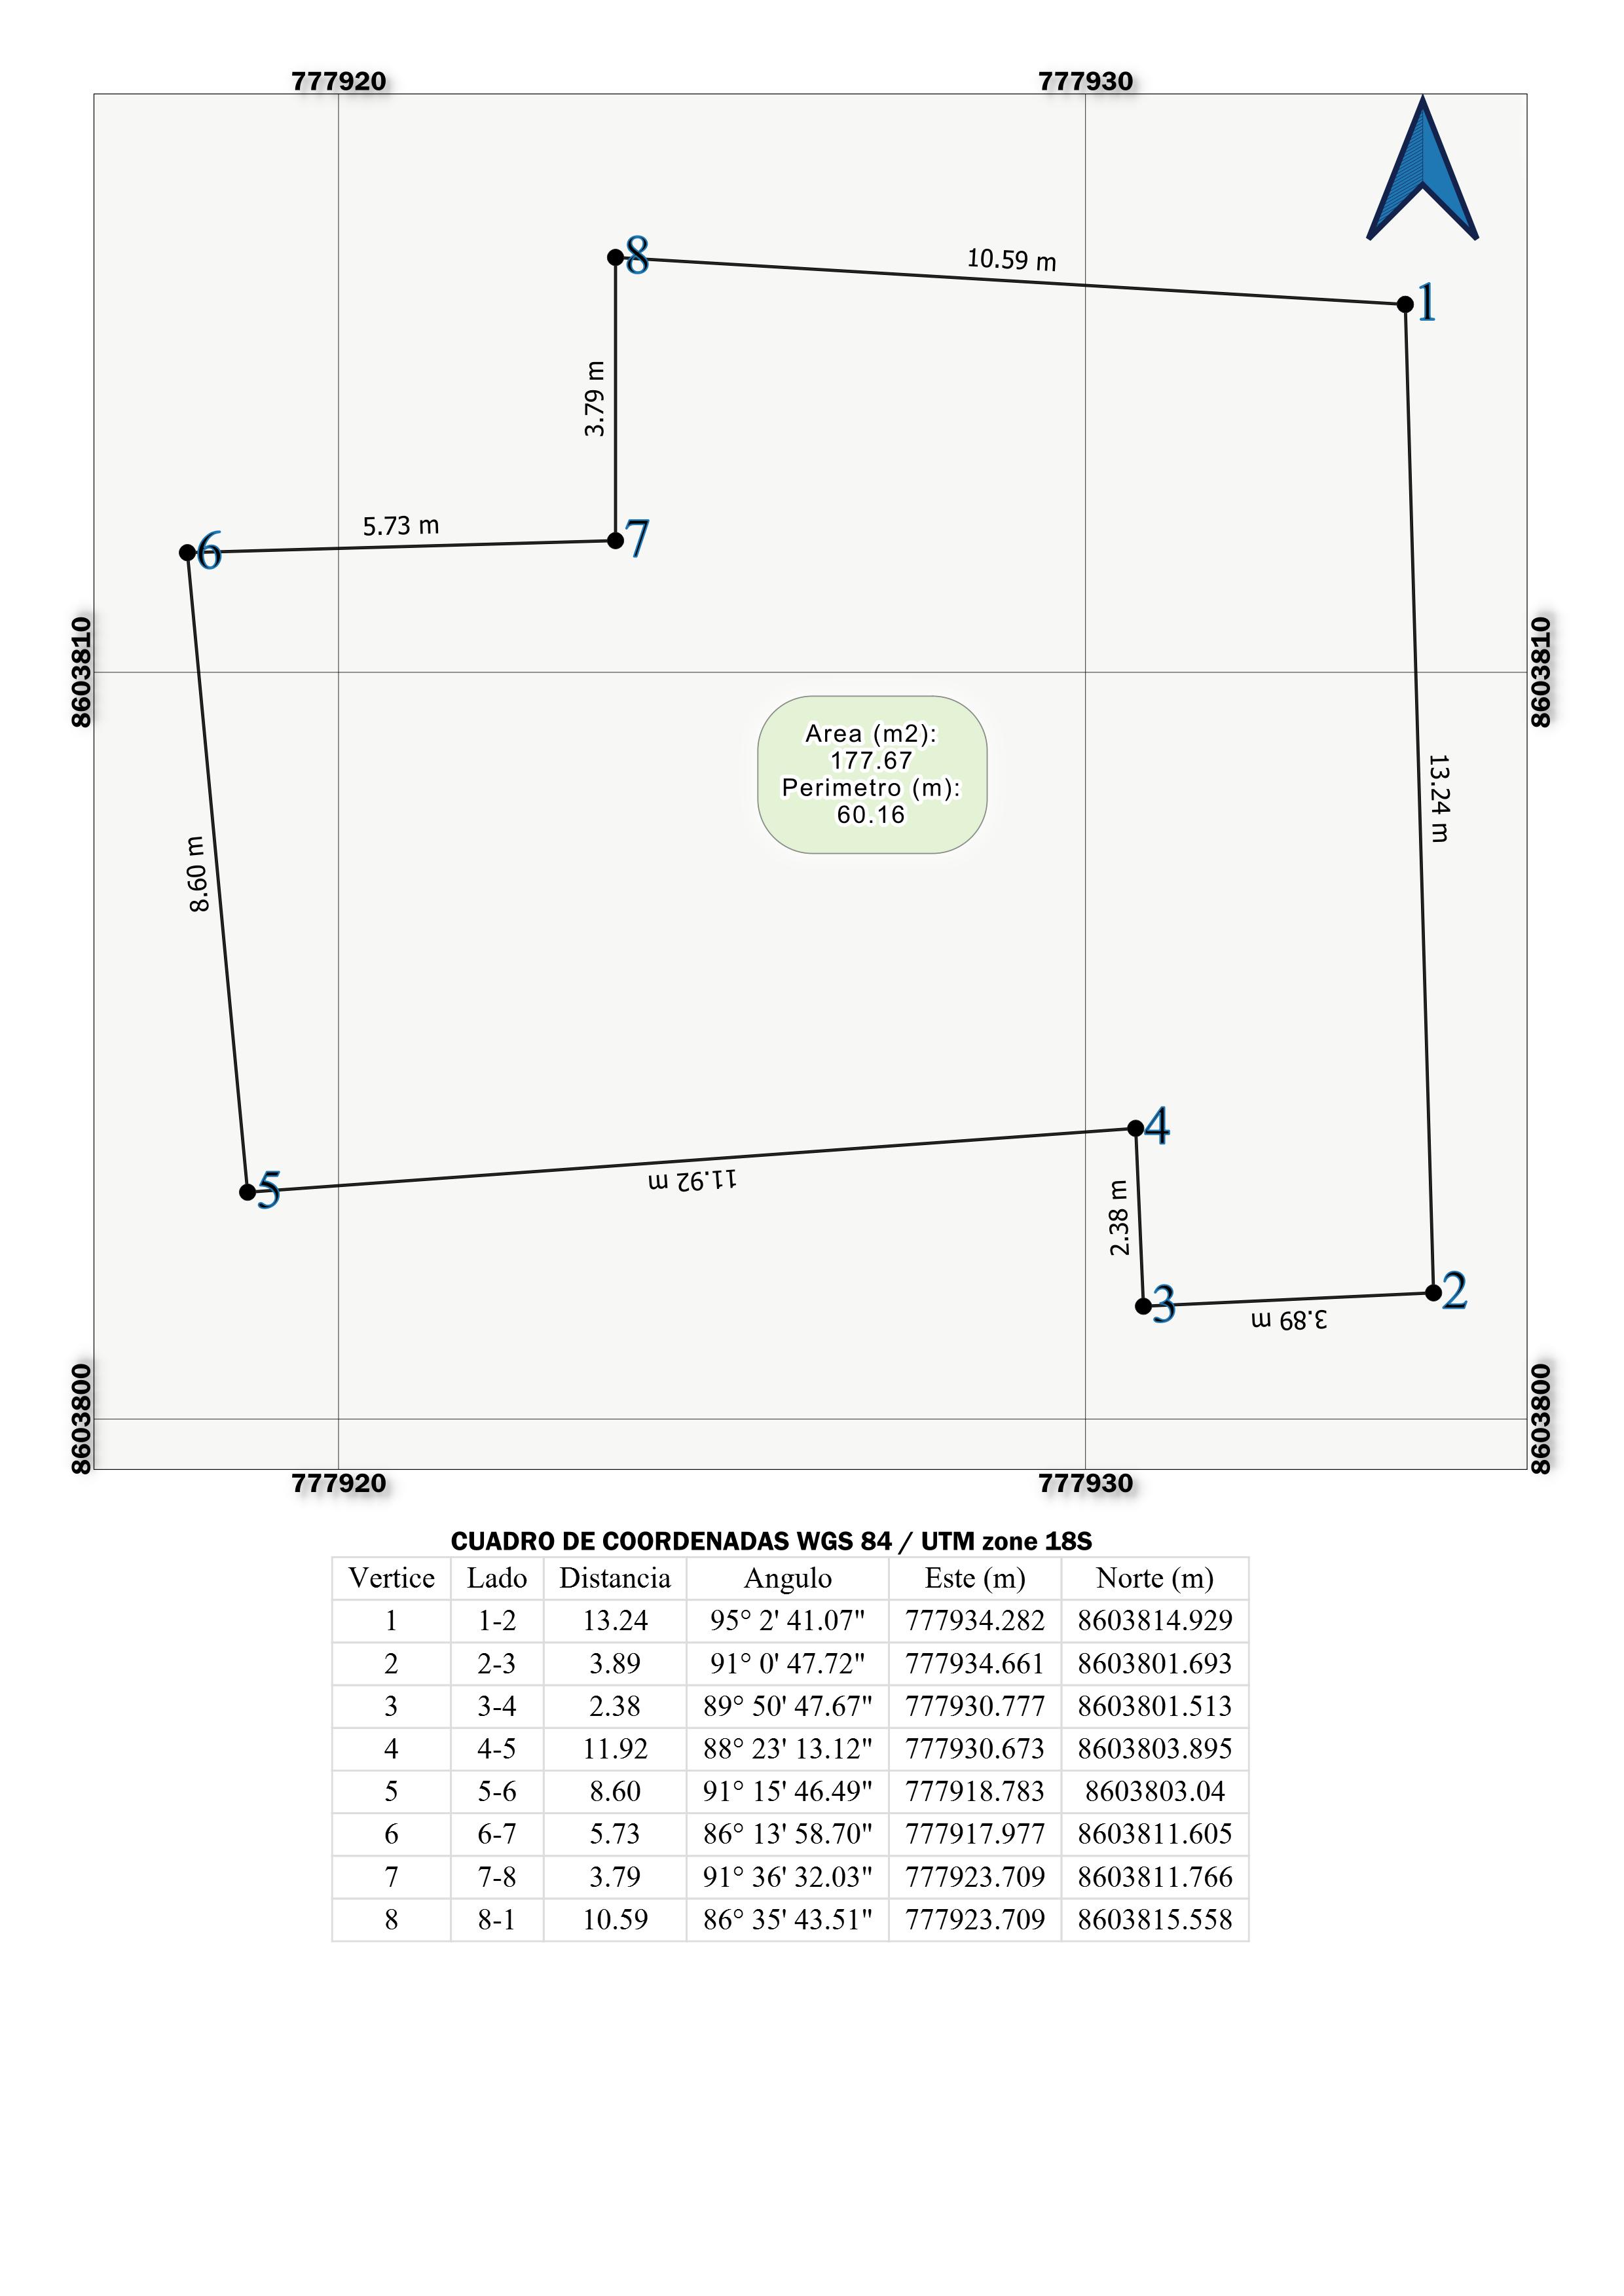 777920 777930
8
10.59 m
1
3.79 m
5.73 m
7
6
8603810 8603810
Area (m2):
177.67
Perimetro (m):
60.16
13.24 m
8.60 m
4
11.92 m
5
2.38 m
3
2
3.89 m
8603800 8603800
777920 777930
CUADRO DE COORDENADAS WGS 84 / UTM zone 18S
Vertice Lado Distancia Angulo Este (m) Norte (m)
1 1-2 13.24 95° 2' 41.07" 777934.282 8603814.929
2 2-3 3.89 91° 0' 47.72" 777934.661 8603801.693
3 3-4 2.38 89° 50' 47.67" 777930.777 8603801.513
4 4-5 11.92 88° 23' 13.12" 777930.673 8603803.895
5 5-6 8.60 91° 15' 46.49" 777918.783 8603803.04
6 6-7 5.73 86° 13' 58.70" 777917.977 8603811.605
7 7-8 3.79 91° 36' 32.03" 777923.709 8603811.766
8 8-1 10.59 86° 35' 43.51" 777923.709 8603815.558